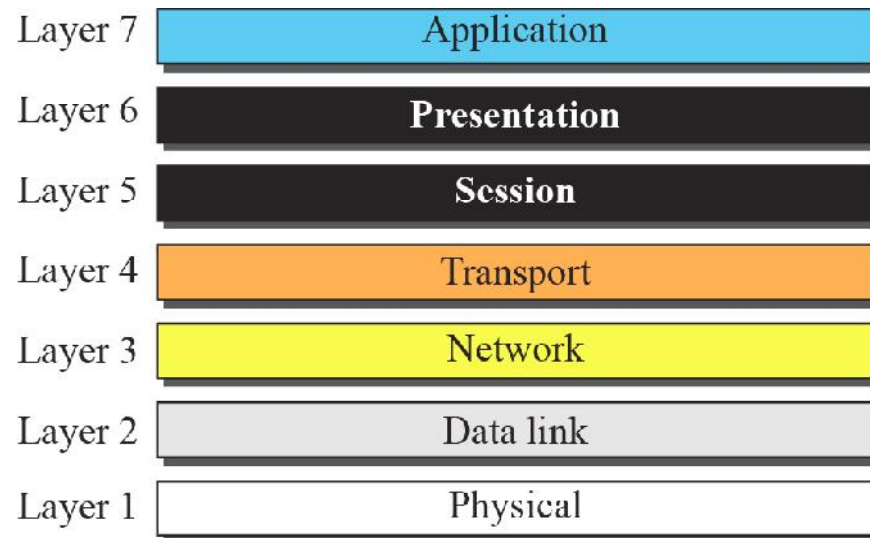 Layer 7 Application
Layer 6 Presentation
Layer 5 Session
Layer 4 Transport
Layer 3 Network
Layer 2 Data link
Layer 1 Physical